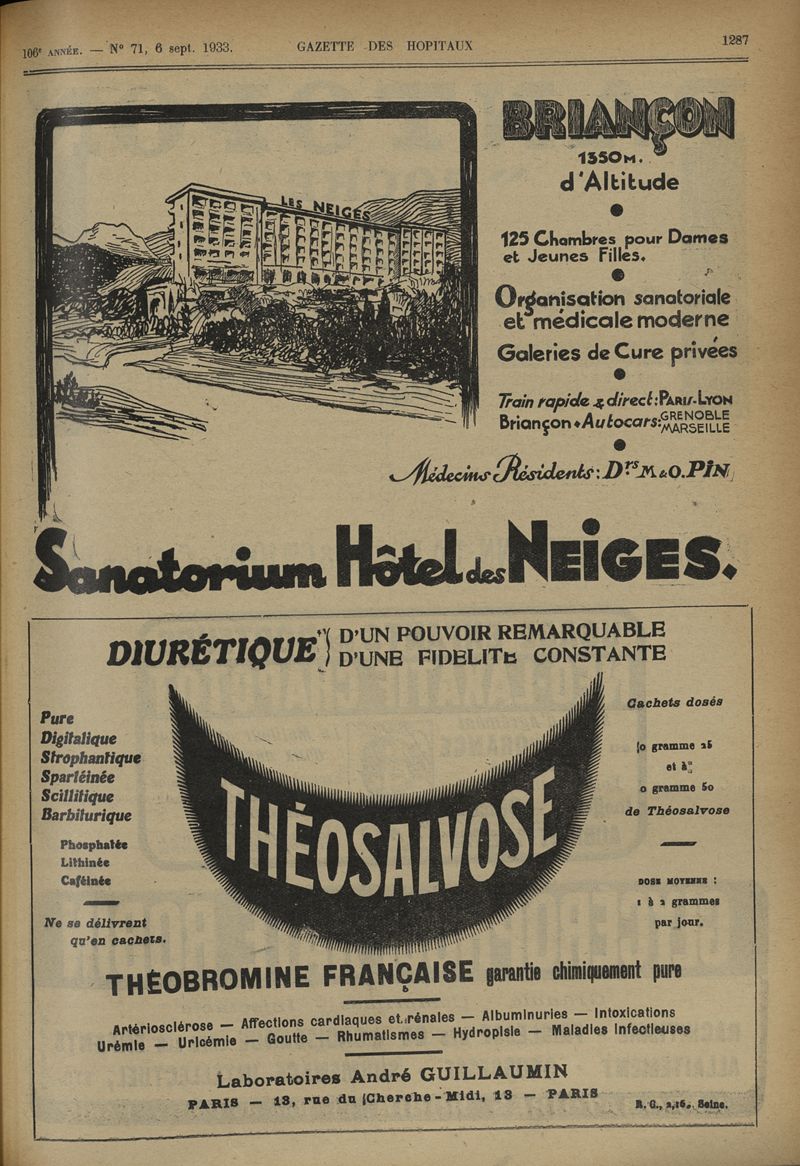 106e ANNÉE. — N° 71, 6 sept. 1933. GAZETTE DES HOPITAUX 1287
LES NEIGES
BRIANÇON
1350 M.
d'Altitude
125 Chambres pour Dames
et Jeunes Filles.
Organisation sanatoriale
et médicale moderne
Galeries de Cure privées
Train rapide & direct: PARIS-LYON
Briançon • Autocars: GRENOBLE
MARSEILLE
Médecins Résidents: Drs M. & O. PIN
Sanatorium Hôtel des NEIGES.
DIURÉTIQUE
D'UN POUVOIR REMARQUABLE
D'UNE FIDELITE CONSTANTE
Pure
Digitalique
Strophantique
Spartéinée
Scillitique
Barbiturique
Phosphatée
Lithinée
Caféinée
Ne se délivrent
qu'en cachets.
THÉOSALVOSE
Cachets dosés
0 gramme 25
et à
0 gramme 50
de Théosalvose
DOSE MOYENNE :
1 à 2 grammes
par jour.
THÉOBROMINE FRANÇAISE garantie chimiquement pure
Artériosclérose — Affections cardiaques et rénales — Albuminuries — Intoxications
Urémie — Uricémie — Goutte — Rhumatismes — Hydropisie — Maladies Infectieuses
Laboratoires André GUILLAUMIN
PARIS — 13, rue du Cherche-Midi, 13 — PARIS
Seine.